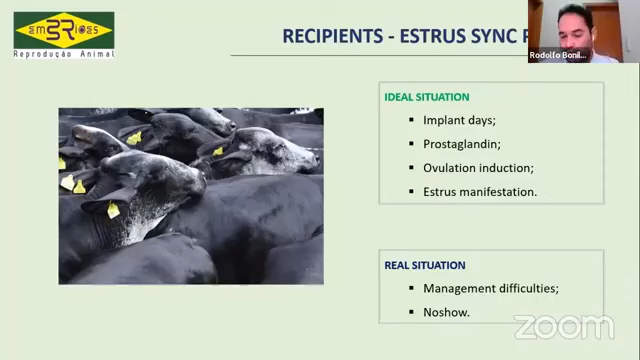 EMBRIOES
Reprodução Animal
RECIPIENTS - ESTRUS SYNC
Rodolfo Bonil...
IDEAL SITUATION
▪ Implant days;
▪ Prostaglandin;
▪ Ovulation induction;
▪ Estrus manifestation.
REAL SITUATION
▪ Management difficulties;
▪ Noshow.
zoom